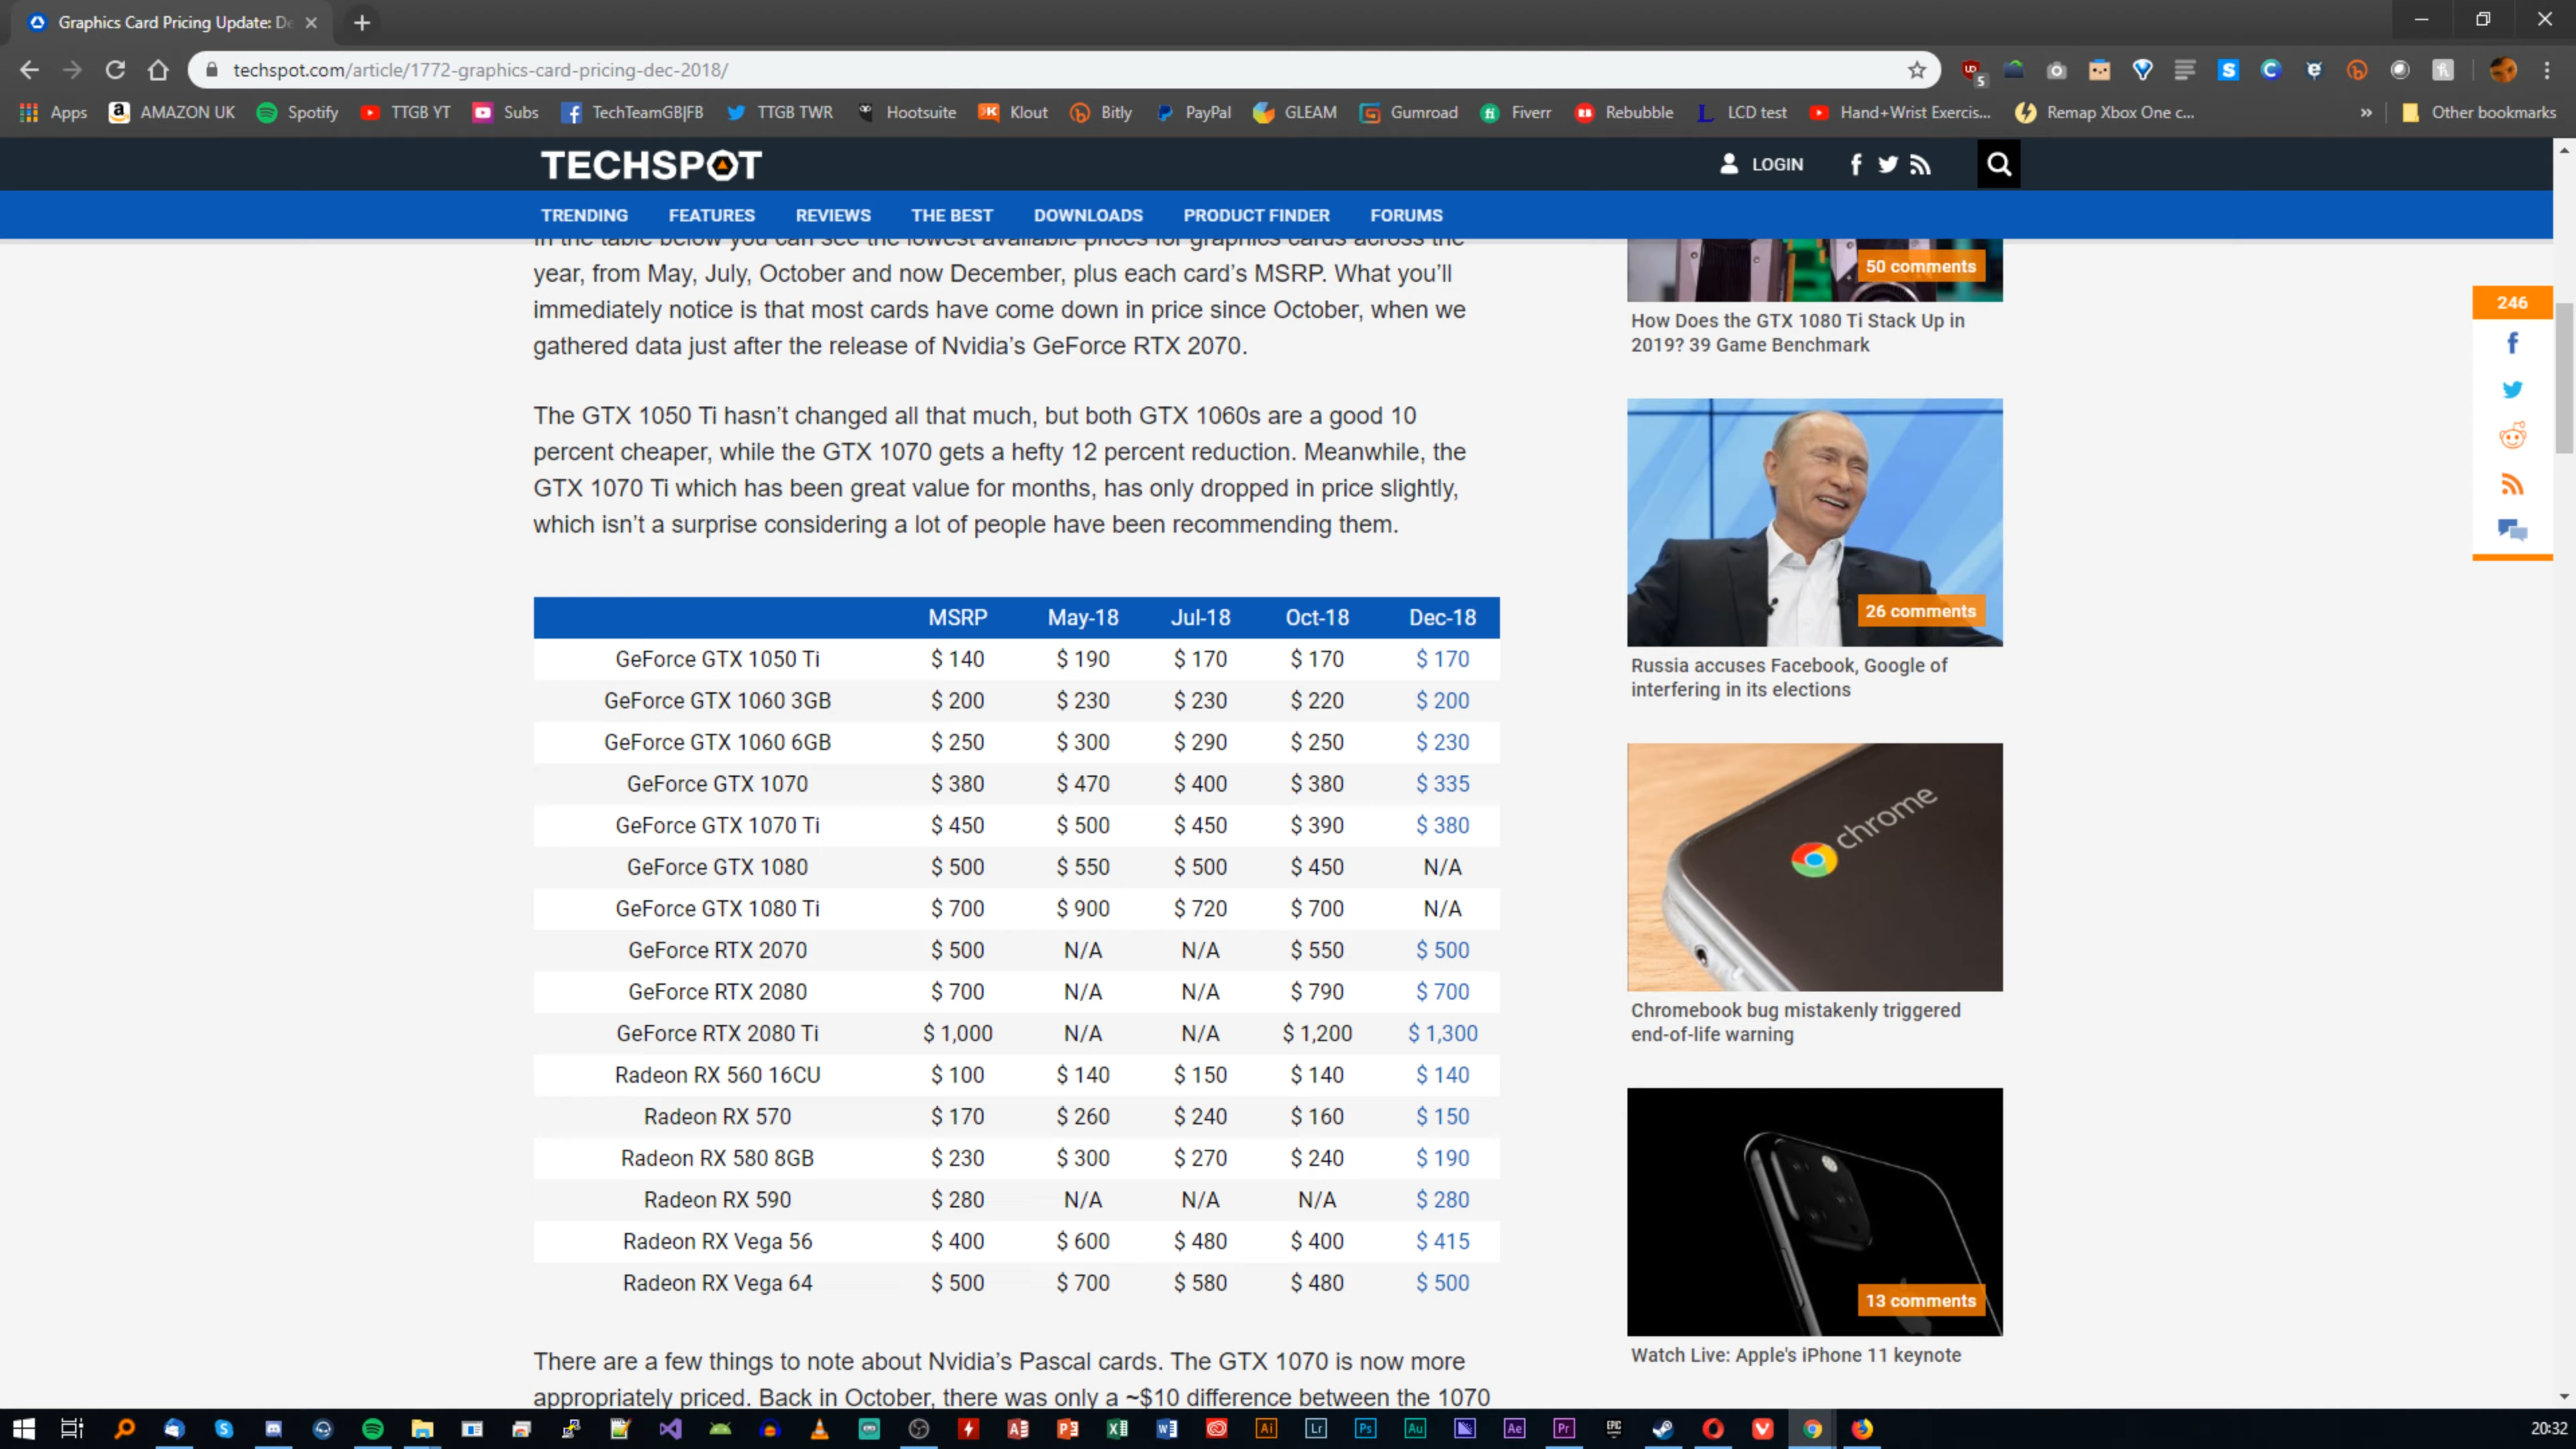 Graphics Card Pricing Update: De
techspot.com/article/1772-graphics-card-pricing-dec-2018/
5
Apps
AMAZON UK
Spotify
TTGB YT
Subs
TechTeamGB|FB
TTGB TWR
Hootsuite
Klout
Bitly
PayPal
GLEAM
Gumroad
Fiverr
Rebubble
LCD test
Hand+Wrist Exercis...
Remap Xbox One c...
Other bookmarks
TECHSPOT
LOGIN
TRENDING FEATURES REVIEWS THE BEST DOWNLOADS PRODUCT FINDER FORUMS
In the table below you can see the lowest available prices for graphics cards across the
year, from May, July, October and now December, plus each card's MSRP. What you'll
immediately notice is that most cards have come down in price since October, when we
gathered data just after the release of Nvidia's GeForce RTX 2070.
The GTX 1050 Ti hasn't changed all that much, but both GTX 1060s are a good 10
percent cheaper, while the GTX 1070 gets a hefty 12 percent reduction. Meanwhile, the
GTX 1070 Ti which has been great value for months, has only dropped in price slightly,
which isn't a surprise considering a lot of people have been recommending them.
MSRP May-18 Jul-18 Oct-18 Dec-18
GeForce GTX 1050 Ti $ 140 $ 190 $ 170 $ 170 $ 170
GeForce GTX 1060 3GB $ 200 $ 230 $ 230 $ 220 $ 200
GeForce GTX 1060 6GB $ 250 $ 300 $ 290 $ 250 $ 230
GeForce GTX 1070 $ 380 $ 470 $ 400 $ 380 $ 335
GeForce GTX 1070 Ti $ 450 $ 500 $ 450 $ 390 $ 380
GeForce GTX 1080 $ 500 $ 550 $ 500 $ 450 N/A
GeForce GTX 1080 Ti $ 700 $ 900 $ 720 $ 700 N/A
GeForce RTX 2070 $ 500 N/A N/A $ 550 $ 500
GeForce RTX 2080 $ 700 N/A N/A $ 790 $ 700
GeForce RTX 2080 Ti $ 1,000 N/A N/A $ 1,200 $ 1,300
Radeon RX 560 16CU $ 100 $ 140 $ 150 $ 140 $ 140
Radeon RX 570 $ 170 $ 260 $ 240 $ 160 $ 150
Radeon RX 580 8GB $ 230 $ 300 $ 270 $ 240 $ 190
Radeon RX 590 $ 280 N/A N/A N/A $ 280
Radeon RX Vega 56 $ 400 $ 600 $ 480 $ 400 $ 415
Radeon RX Vega 64 $ 500 $ 700 $ 580 $ 480 $ 500
There are a few things to note about Nvidia's Pascal cards. The GTX 1070 is now more
appropriately priced. Back in October, there was only a ~$10 difference between the 1070
50 comments
How Does the GTX 1080 Ti Stack Up in
2019? 39 Game Benchmark
26 comments
Russia accuses Facebook, Google of
interfering in its elections
chrome
Chromebook bug mistakenly triggered
end-of-life warning
13 comments
Watch Live: Apple's iPhone 11 keynote
246
20:32